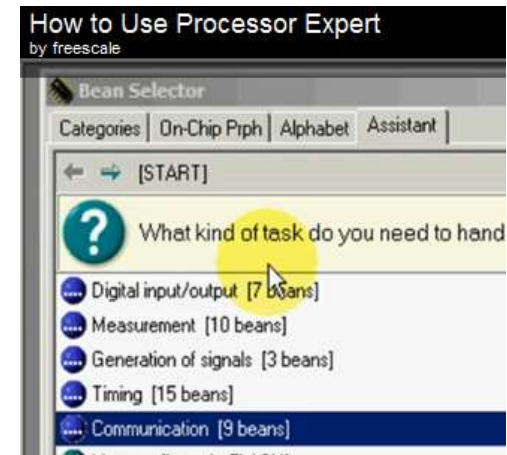 How to Use Processor Expert
by freescale
Bean Selector
Categories On-Chip Prph Alphabet Assistant
[START]
? What kind of task do you need to hand
Digital input/output [7 beans]
Measurement [10 beans]
Generation of signals [3 beans]
Timing [15 beans]
Communication [9 beans]